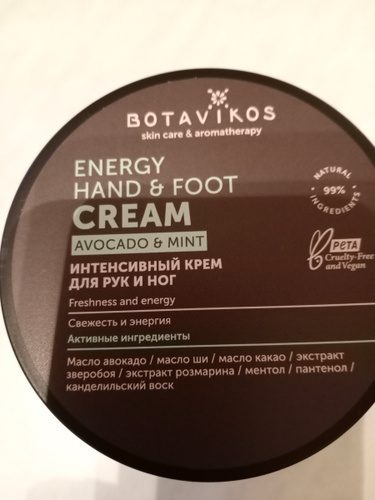 BOTAVIKOS
skin care & aromatherapy
ENERGY
HAND & FOOT
CREAM
AVOCADO & MINT
NATURAL
99%
INGREDIENTS
PETA
Cruelty-Free
and Vegan
ИНТЕНСИВНЫЙ КРЕМ
ДЛЯ РУК И НОГ
Freshness and energy
Свежесть и энергия
Активные ингредиенты
Масло авокадо / масло ши / масло какао / экстракт
зверобоя / экстракт розмарина / ментол / пантенол /
канделильский воск